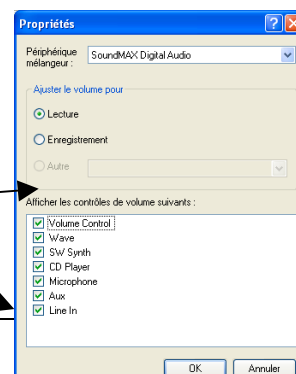 Propriétés
Périphérique
mélangeur :
SoundMAX Digital Audio
Ajuster le volume pour
Lecture
Enregistrement
Autre
Afficher les contrôles de volume suivants :
Volume Control
Wave
SW Synth
CD Player
Microphone
Aux
Line In
OK
Annuler